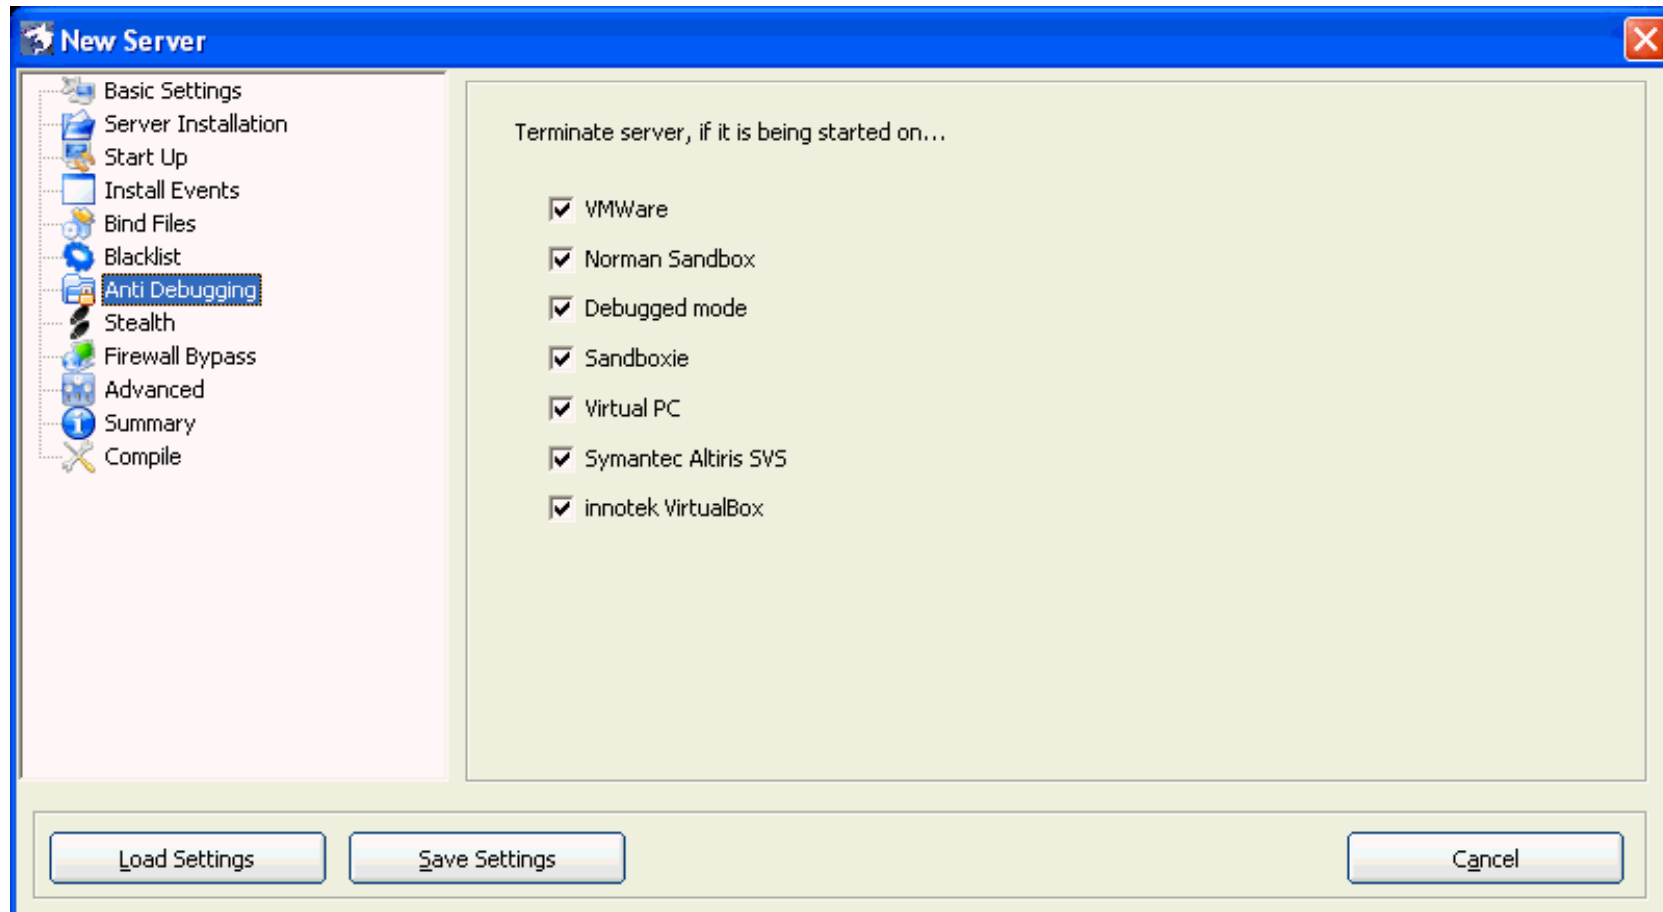 New Server
Basic Settings
Server Installation
Start Up
Install Events
Bind Files
Blacklist
Anti Debugging
Stealth
Firewall Bypass
Advanced
Summary
Compile
Terminate server, if it is being started on...
VMWare
Norman Sandbox
Debugged mode
Sandboxie
Virtual PC
Symantec Altiris SVS
innotek VirtualBox
Load Settings
Save Settings
Cancel